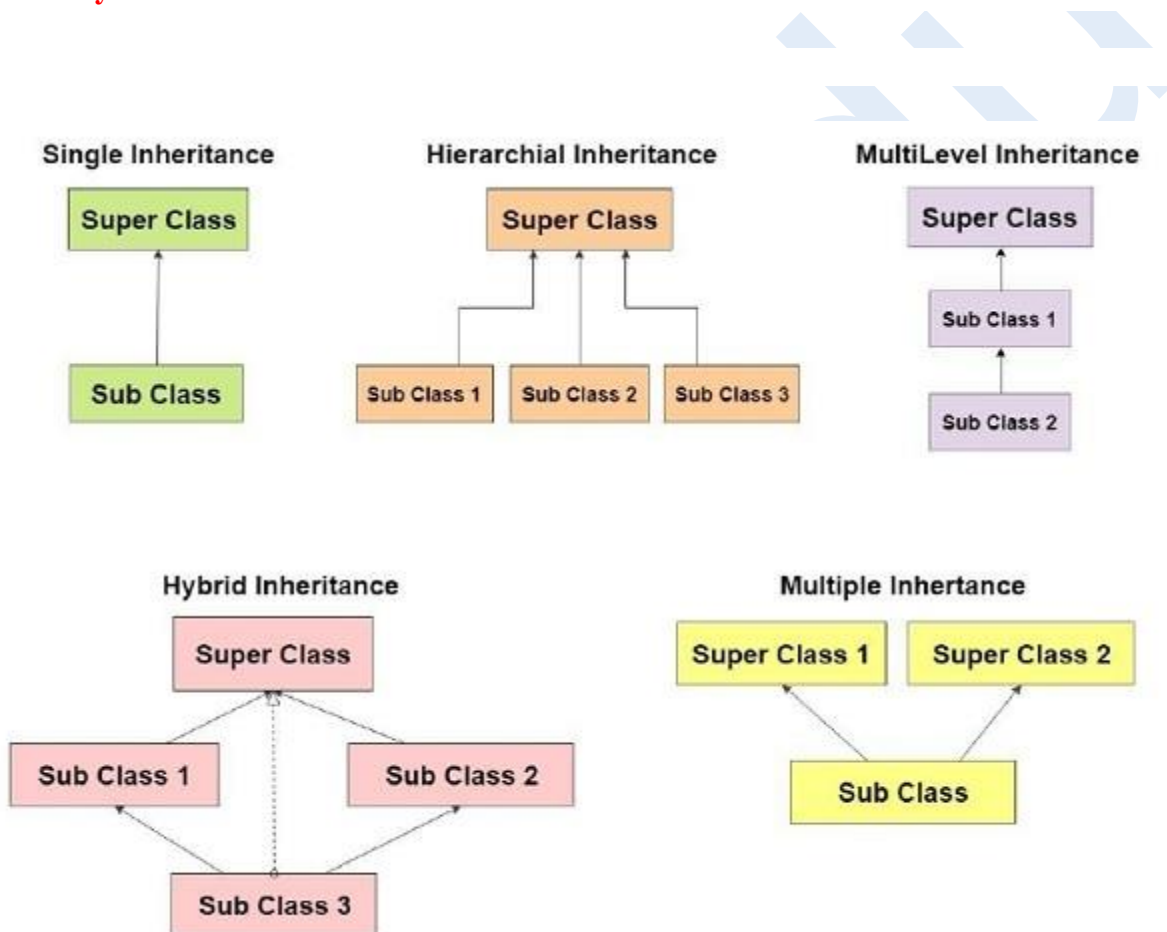 Single Inheritance
Hierarchial Inheritance
MultiLevel Inheritance
Super Class
Super Class
Super Class
Sub Class 1
Sub Class
Sub Class 1
Sub Class 2
Sub Class 3
Sub Class 2
Hybrid Inheritance
Multiple Inhertance
Super Class
Super Class 1
Super Class 2
Sub Class 1
Sub Class 2
Sub Class
Sub Class 3